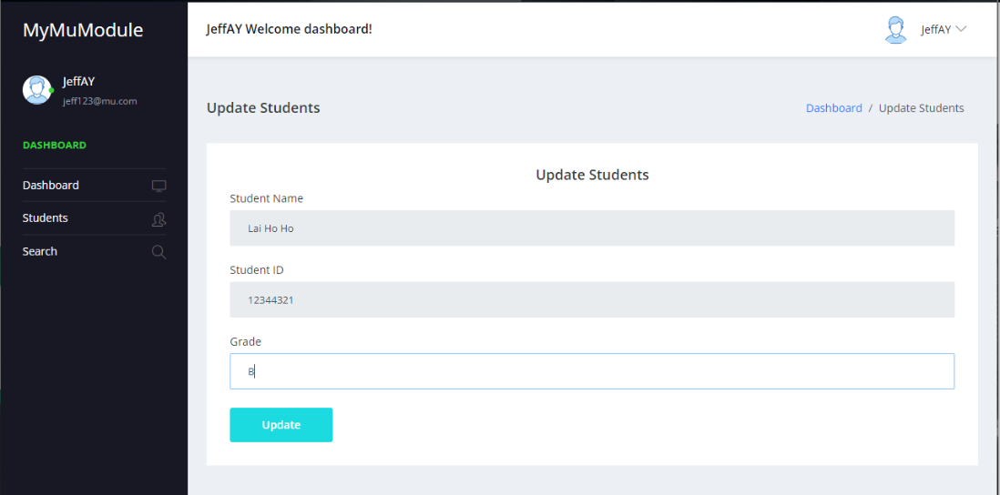 MyMuModule
JeffAY Welcome dashboard!
JeffAY
JeffAY
jeff123@mu.com
DASHBOARD
Dashboard
Students
Search
Update Students
Dashboard / Update Students
Update Students
Student Name
Lai Ho Ho
Student ID
12344321
Grade
B
Update